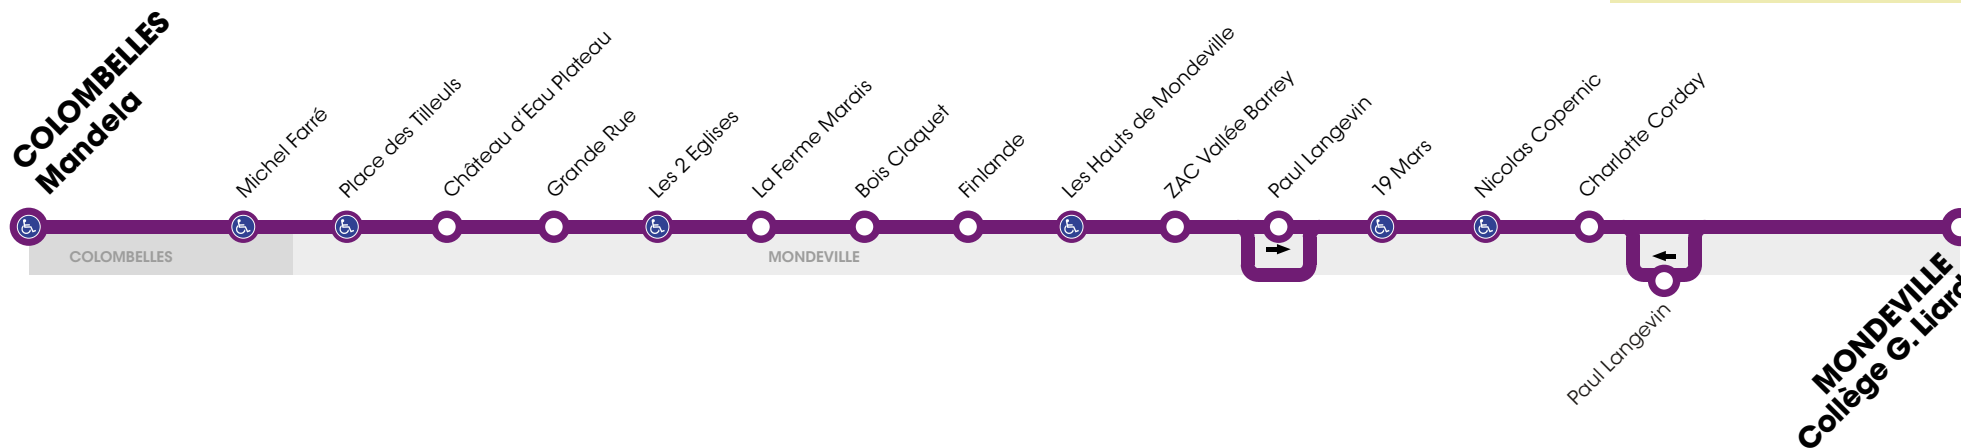 COLOMBELLES
Mandela
Michel Farré
Place des Tilleuls
Château d'Eau Plateau
Grande Rue
Les 2 Eglises
La Ferme Marais
Bois Claquet
Finlande
Les Hauts de Mondeville
ZAC Vallée Barrey
Paul Langevin
19 Mars
Nicolas Copernic
Charlotte Corday
COLOMBELLES
MONDEVILLE
Paul Langevin
MONDEVILLE
Collège G. Liard